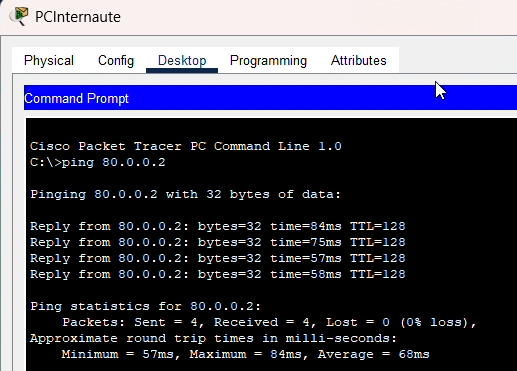 PCInternaute
Physical Config Desktop Programming Attributes
Command Prompt
Cisco Packet Tracer PC Command Line 1.0
C:\>ping 80.0.0.2
Pinging 80.0.0.2 with 32 bytes of data:
Reply from 80.0.0.2: bytes=32 time=84ms TTL=128
Reply from 80.0.0.2: bytes=32 time=75ms TTL=128
Reply from 80.0.0.2: bytes=32 time=57ms TTL=128
Reply from 80.0.0.2: bytes=32 time=58ms TTL=128
Ping statistics for 80.0.0.2:
Packets: Sent = 4, Received = 4, Lost = 0 (0% loss),
Approximate round trip times in milli-seconds:
Minimum = 57ms, Maximum = 84ms, Average = 68ms